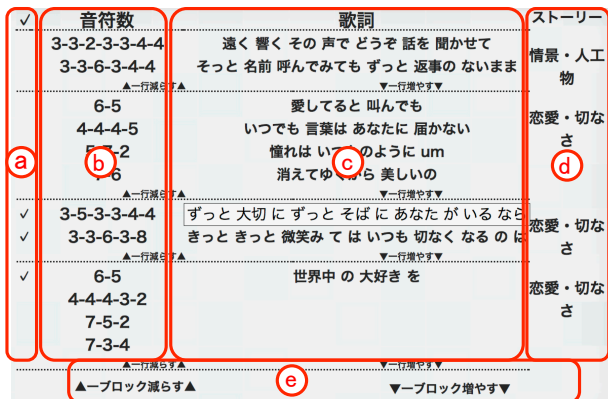 ✓ 音符数 歌詞 ストーリー
3-3-2-3-3-4-4 遠く 響く その 声で どうぞ 話を 聞かせて
3-3-6-3-4-4 そっと 名前 呼んでみても ずっと 返事の ないまま
情景・人工
物
▲一行減らす▲ ▼一行増やす▼
6-5 愛してると 叫んでも
4-4-4-5 いつでも 言葉は あなたに 届かない
恋愛・切な
さ
憧れは のように um
消えてゆく ら 美しいの
▲一行減らす▲ ▼一行増やす▼
a b c d
✓ 3-5-3-3-4-4 ずっと 大切 に ずっと そば に あなた が いる なら
✓ 3-3-6-3-8 きっと きっと 微笑み て は いつも 切なく なる の は
恋愛・切な
さ
▲一行減らす▲ ▼一行増やす▼
✓ 6-5 世界中 の 大好き を
4-4-4-3-2
恋愛・切な
さ
7-5-2
7-3-4
▲一行減らす▲ ▼一行増やす▼
e
▲一ブロック減らす▲ ▼一ブロック増やす▼